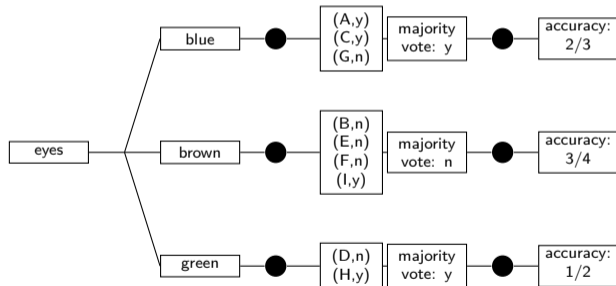 eyes
blue
(A,y)
(C,y)
(G,n)
majority
vote: y
accuracy:
2/3
brown
(B,n)
(E,n)
(F,n)
(I,y)
majority
vote: n
accuracy:
3/4
green
(D,n)
(H,y)
majority
vote: y
accuracy:
1/2